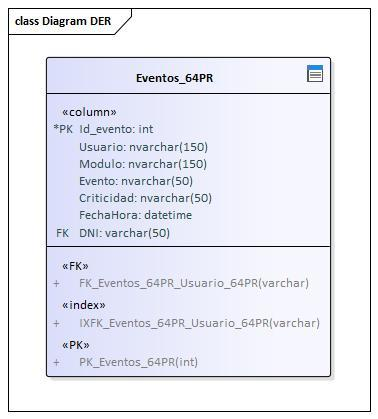 class Diagram DER
Eventos_64PR
«column»
*PK Id_evento: int
Usuario: nvarchar(150)
Modulo: nvarchar(150)
Evento: nvarchar(50)
Criticidad: nvarchar(50)
FechaHora: datetime
FK DNI: varchar(50)
«FK»
+ FK_Eventos_64PR_Usuario_64PR(varchar)
«index»
+ IXFK_Eventos_64PR_Usuario_64PR(varchar)
«PK»
+ PK_Eventos_64PR(int)